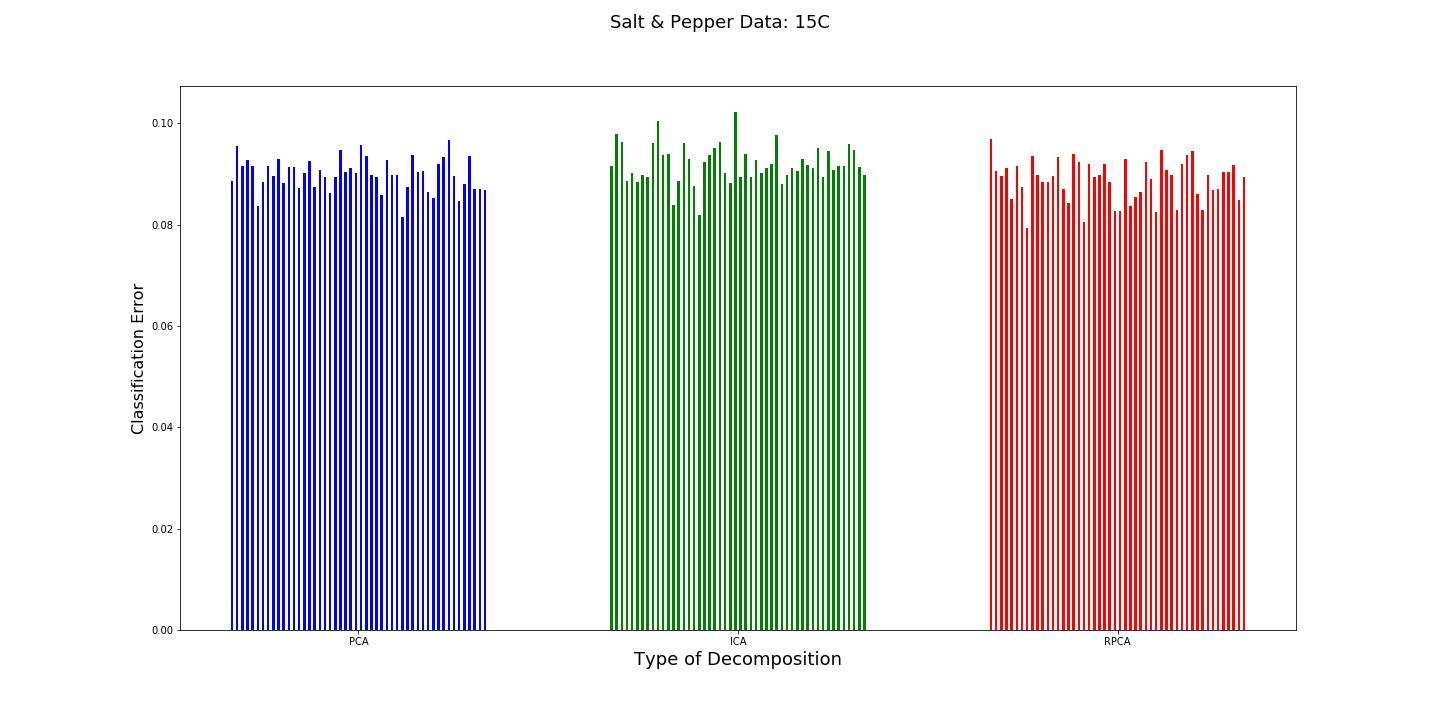 Salt & Pepper Data: 15C
Classification Error
0.10
0.08
0.06
0.04
0.02
0.00
PCA
ICA
RPCA
Type of Decomposition